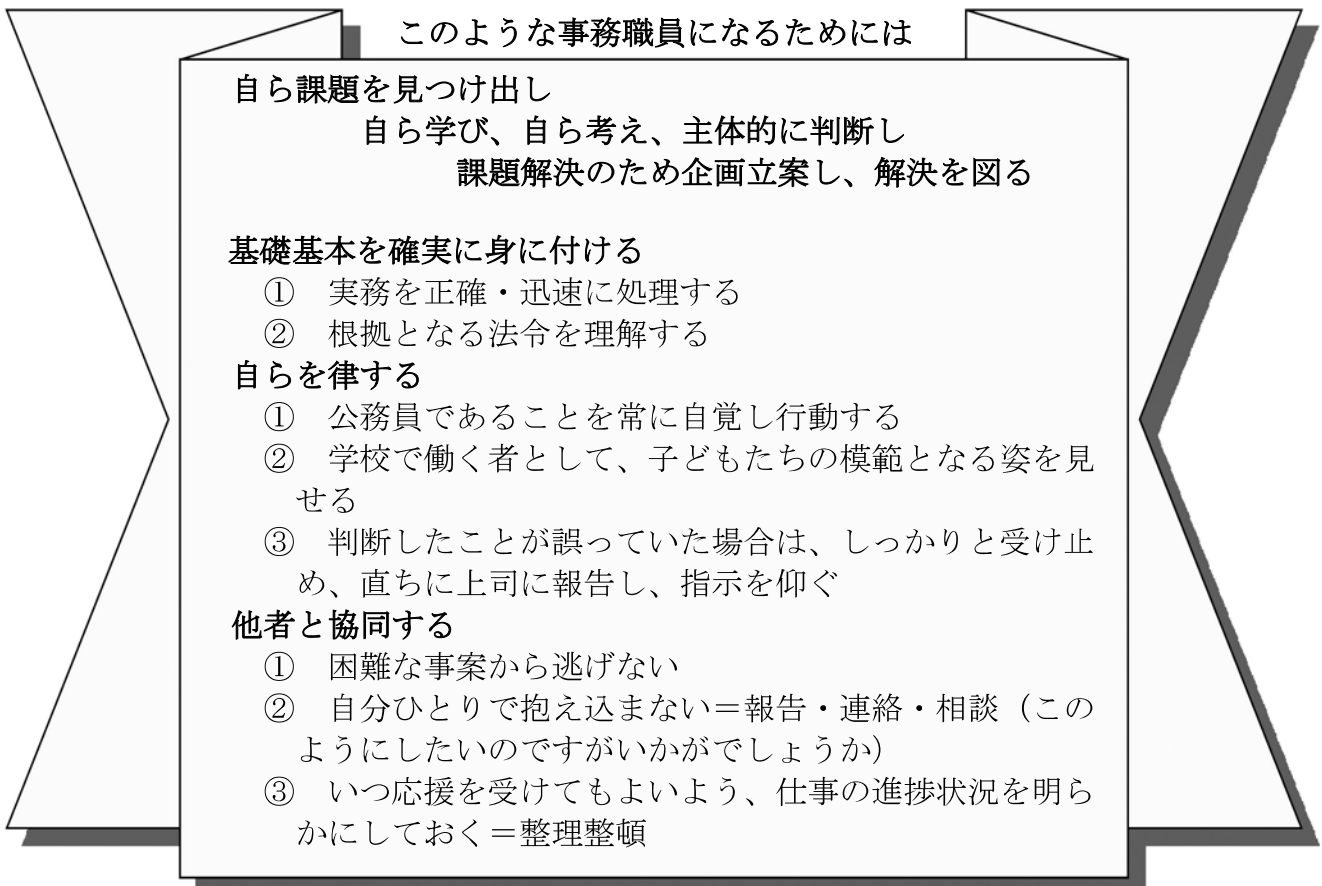 このような事務職員になるためには
自ら課題を見つけ出し
自ら学び、自ら考え、主体的に判断し
課題解決のため企画立案し、解決を図る
基礎基本を確実に身に付ける
① 実務を正確・迅速に処理する
② 根拠となる法令を理解する
自らを律する
① 公務員であることを常に自覚し行動する
② 学校で働く者として、子どもたちの模範となる姿を見
せる
③ 判断したことが誤っていた場合は、しっかりと受け止
め、直ちに上司に報告し、指示を仰ぐ
他者と協同する
① 困難な事案から逃げない
② 自分ひとりで抱え込まない＝報告・連絡・相談（この
ようにしたいのですがいかがでしょうか）
③ いつ応援を受けてもよいよう、仕事の進捗状況を明ら
かにしておく＝整理整頓